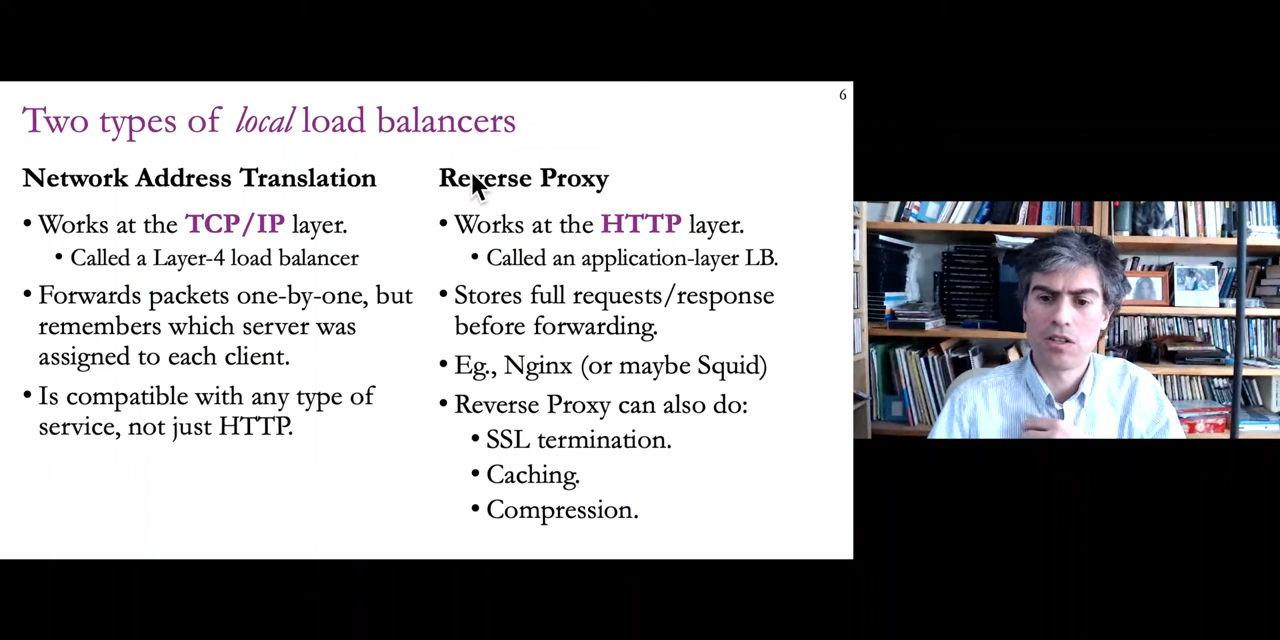 6
Two types of local load balancers
Network Address Translation
• Works at the TCP/IP layer.
• Called a Layer-4 load balancer
• Forwards packets one-by-one, but
remembers which server was
assigned to each client.
• Is compatible with any type of
service, not just HTTP.
Reverse Proxy
• Works at the HTTP layer.
• Called an application-layer LB.
• Stores full requests/response
before forwarding.
• Eg., Nginx (or maybe Squid)
• Reverse Proxy can also do:
• SSL termination.
• Caching.
• Compression.